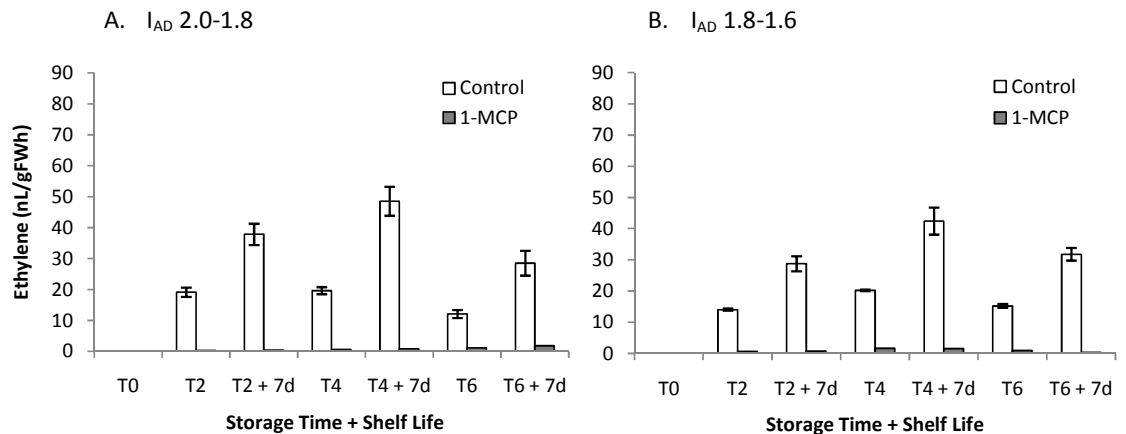 A. I_AD 2.0-1.8
90
80
70
60
50
40
30
20
10
0
Ethylene (nL/gFWh)
Control
1-MCP
T0 T2 T2 + 7d T4 T4 + 7d T6 T6 + 7d
Storage Time + Shelf Life
B. I_AD 1.8-1.6
90
80
70
60
50
40
30
20
10
0
Control
1-MCP
T0 T2 T2 + 7d T4 T4 + 7d T6 T6 + 7d
Storage Time + Shelf Life